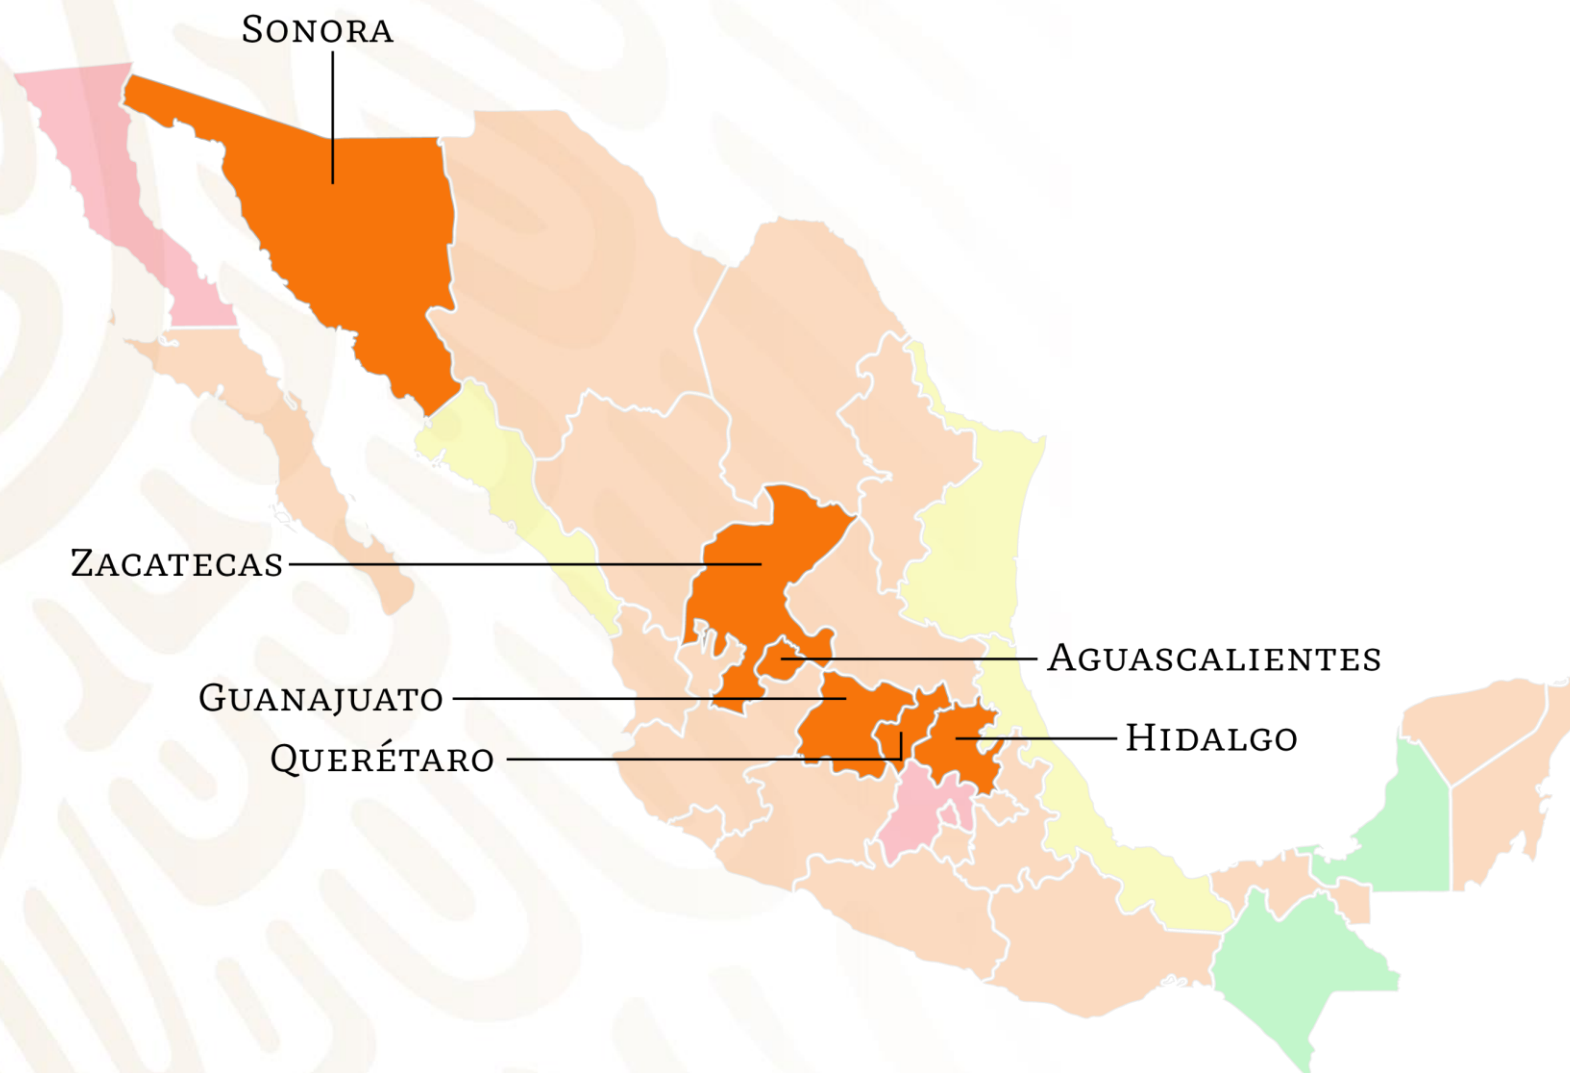 Sonora
Zacatecas
Aguascalientes
Guanajuato
Hidalgo
Querétaro